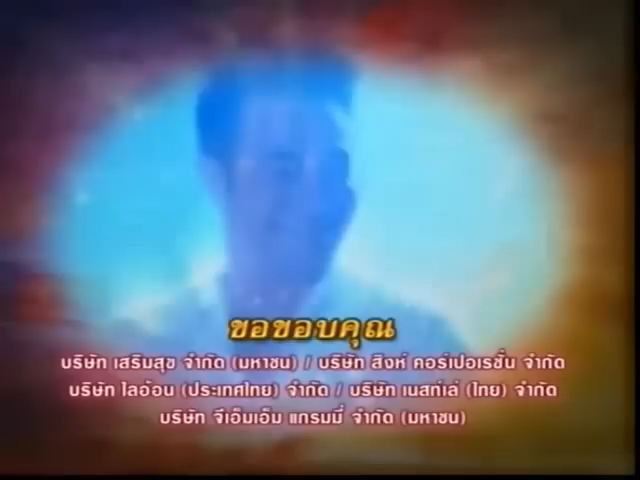 ขอขอบคุณ
บริษัท เสริมสุข จำกัด (มหาชน) / บริษัท สิงห์ คอร์เปอเรชั่น จำกัด
บริษัท ไลอ้อน (ประเทศไทย) จำกัด / บริษัท เนสท์เล่ (ไทย) จำกัด
บริษัท จีเอ็มเอ็ม แกรมมี่ จำกัด (มหาชน)